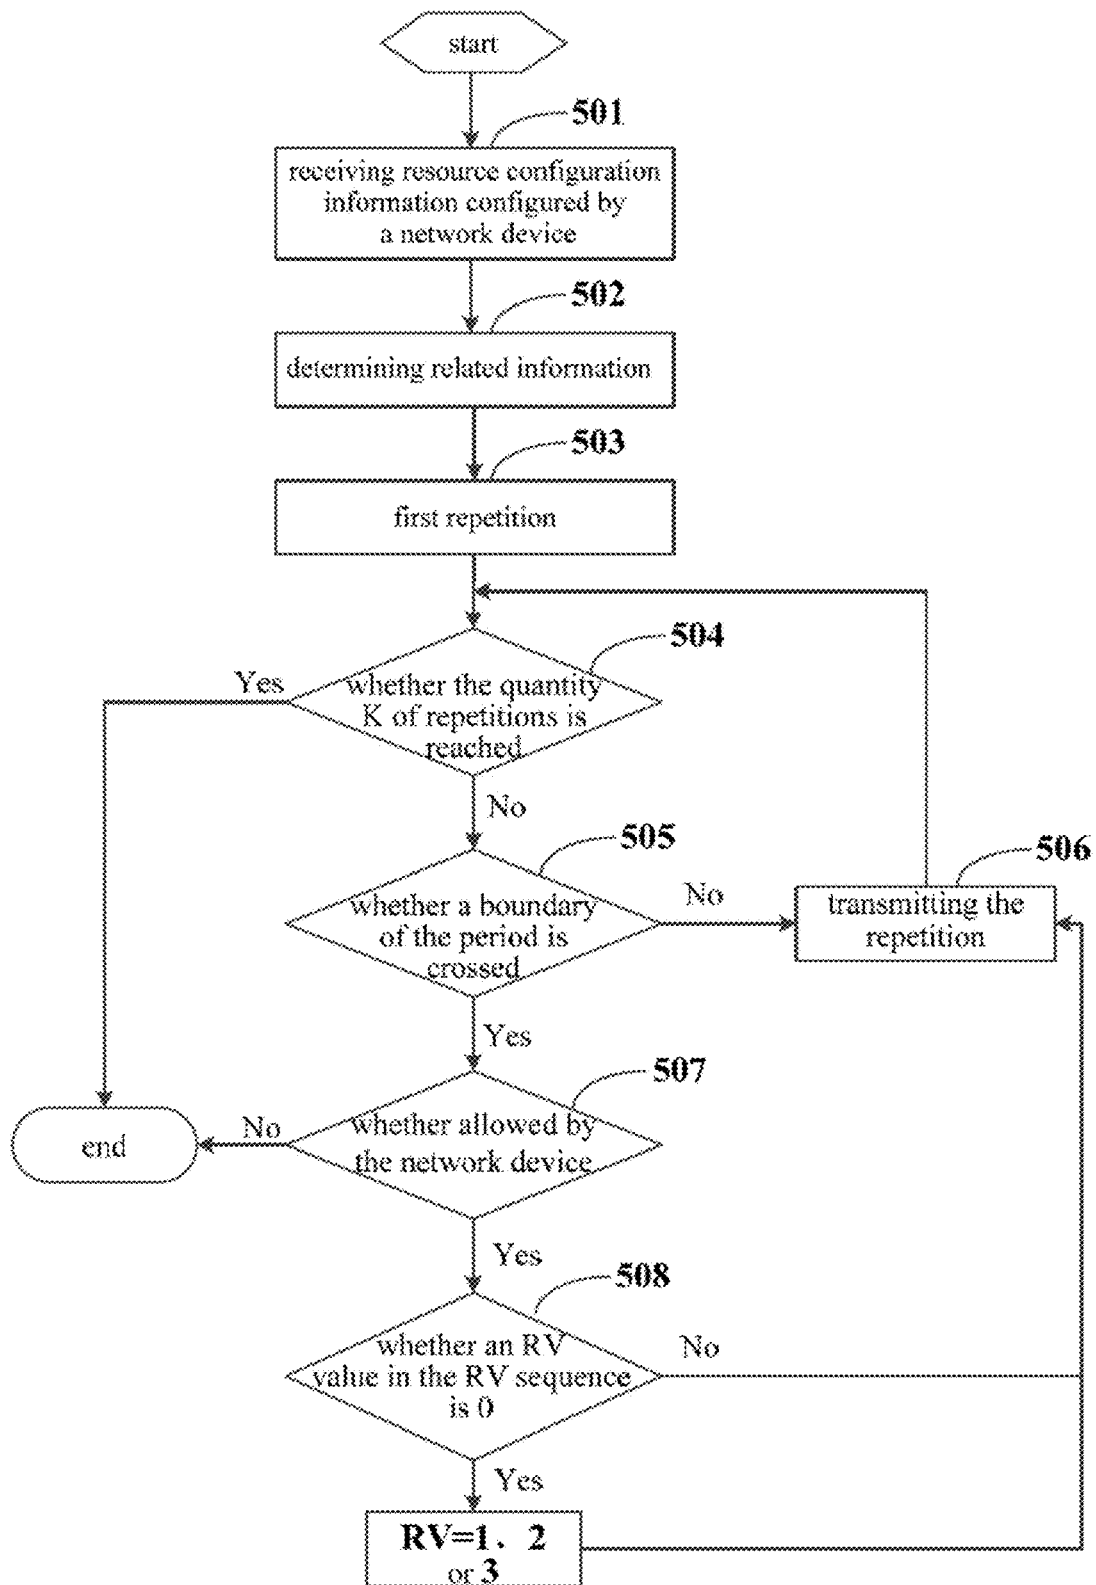 start
501
receiving resource configuration
information configured by
a network device
502
determining related information
503
first repetition
504
Yes
whether the quantity
K of repetitions is
reached
No
505
506
whether a boundary
of the period is
crossed
No
transmitting the
repetition
Yes
507
whether allowed by
the network device
No
end
Yes
508
whether an RV
value in the RV sequence
is 0
No
Yes
RV=1、2
or 3